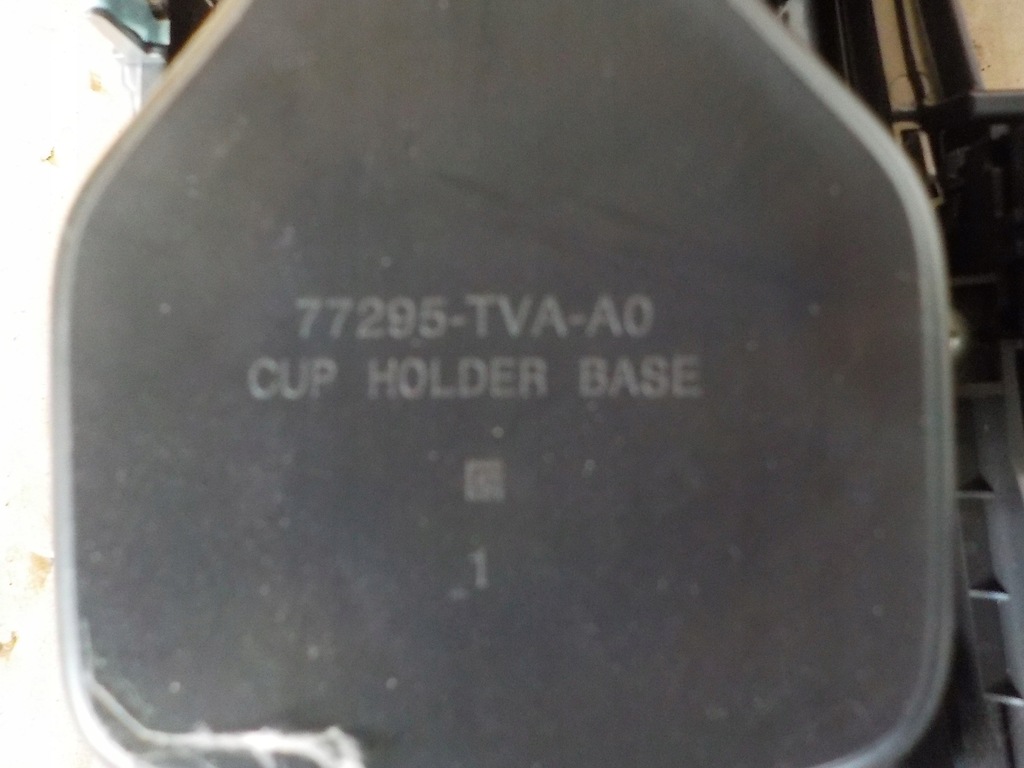 77295-TVA-A0
CUP HOLDER BASE
1